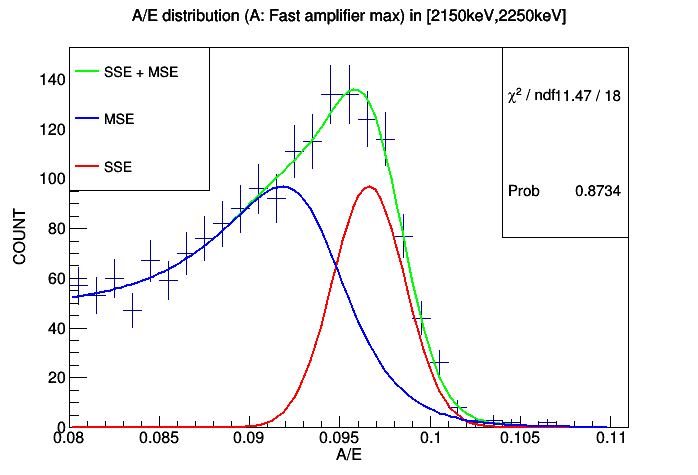 A/E distribution (A: Fast amplifier max) in [2150keV,2250keV]
SSE + MSE
MSE
SSE
χ² / ndf 11.47 / 18
Prob 0.8734
COUNT
140
120
100
80
60
40
20
0
0.08 0.085 0.09 0.095 0.1 0.105 0.11
A/E